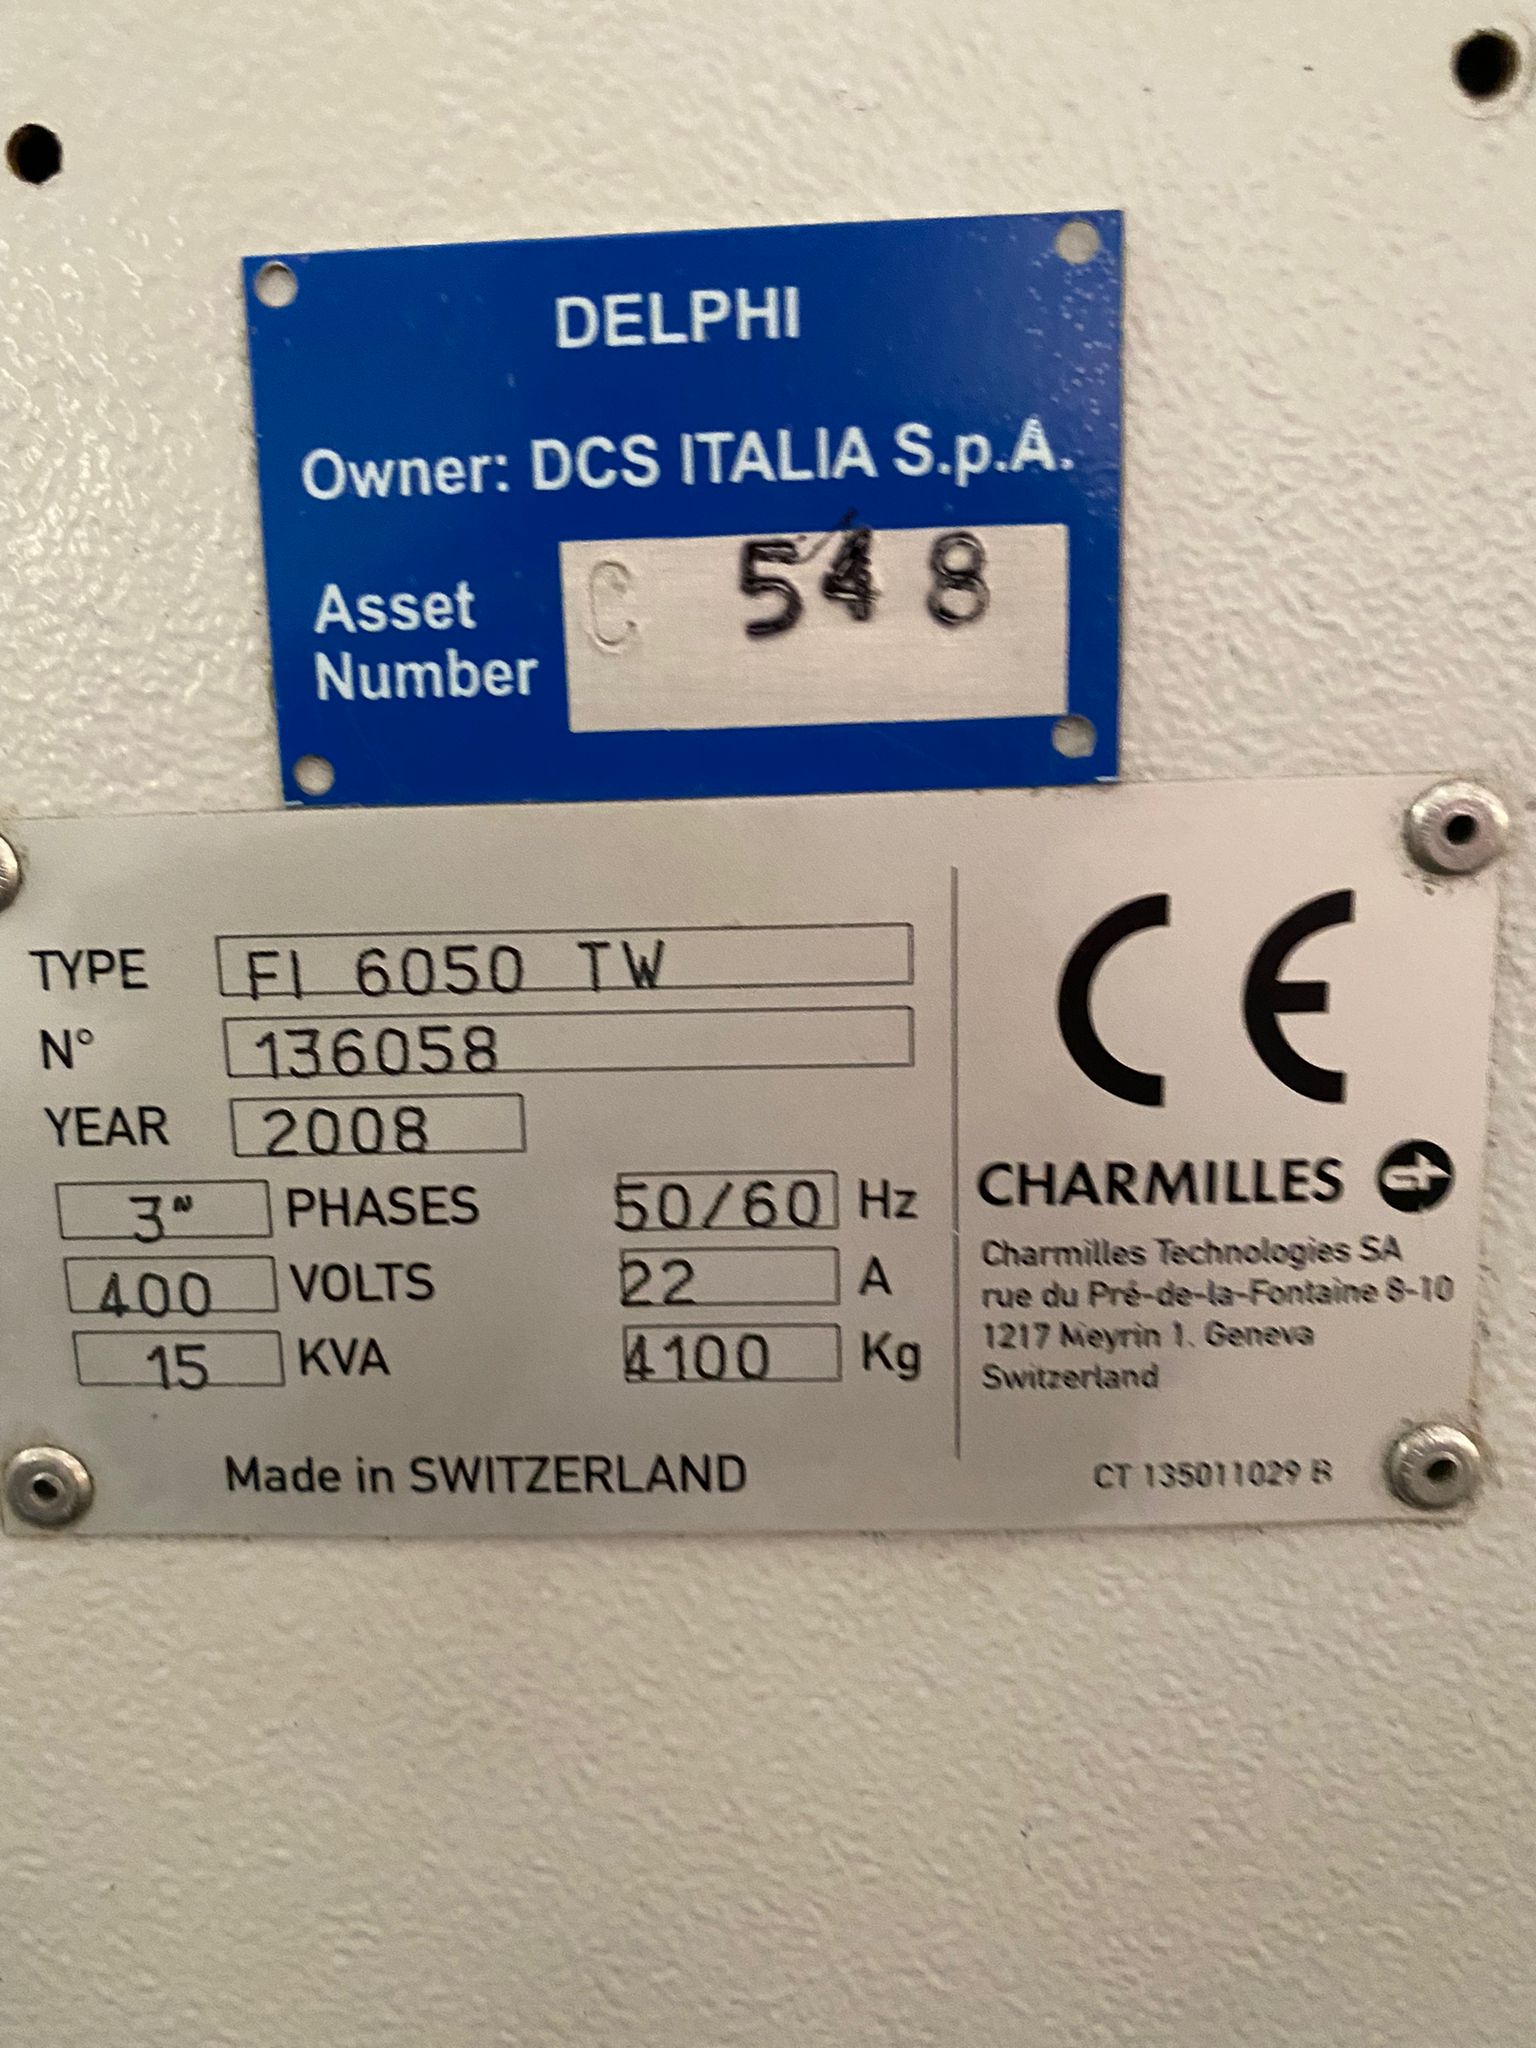 DELPHI
Owner: DCS ITALIA S.p.A.
Asset Number C 548
TYPE FI 6050 TW
N° 136058
YEAR 2008
3~ PHASES 50/60 Hz
400 VOLTS 22 A
15 KVA 4100 Kg
Made in SWITZERLAND
CE
CHARMILLES
Charmilles Technologies SA
rue du Pré-de-la-Fontaine 8-10
1217 Meyrin 1. Geneva
Switzerland
CT 135011029 B